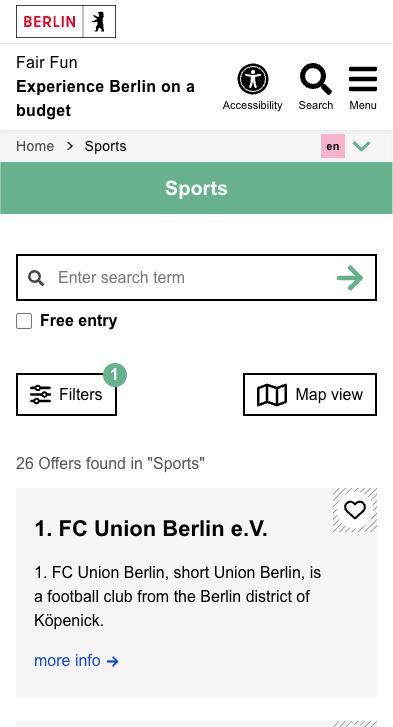 BERLIN
Fair Fun
Experience Berlin on a
budget
Accessibility
Search
Menu
Home
Sports
en
Sports
Enter search term
Free entry
Filters
1
Map view
26 Offers found in "Sports"
1. FC Union Berlin e.V.
1. FC Union Berlin, short Union Berlin, is
a football club from the Berlin district of
Köpenick.
more info